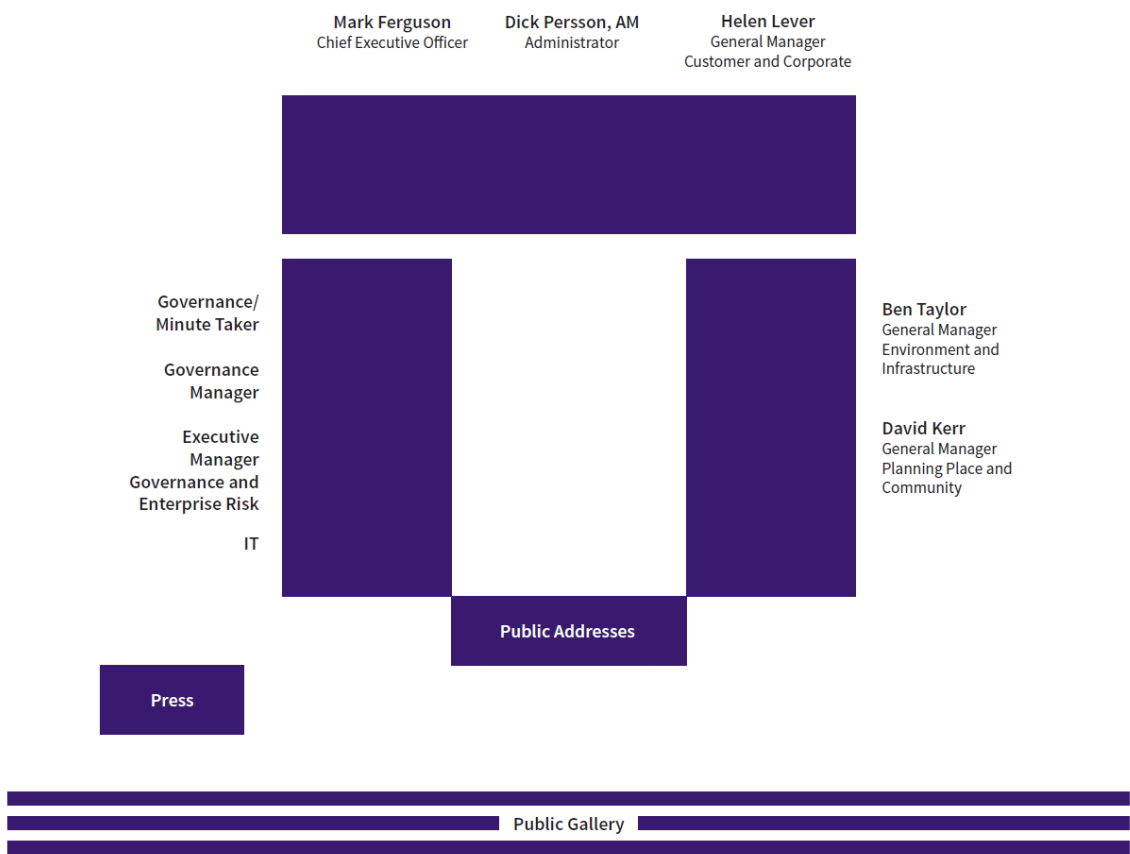 Mark Ferguson
Chief Executive Officer
Dick Persson, AM
Administrator
Helen Lever
General Manager
Customer and Corporate
Governance/
Minute Taker
Governance
Manager
Executive
Manager
Governance and
Enterprise Risk
IT
Ben Taylor
General Manager
Environment and
Infrastructure
David Kerr
General Manager
Planning Place and
Community
Public Addresses
Press
Public Gallery